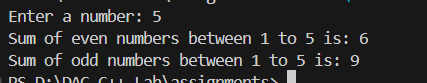 Enter a number: 5
Sum of even numbers between 1 to 5 is: 6
Sum of odd numbers between 1 to 5 is: 9
PS D:\DAC C++ Lab\assignments>